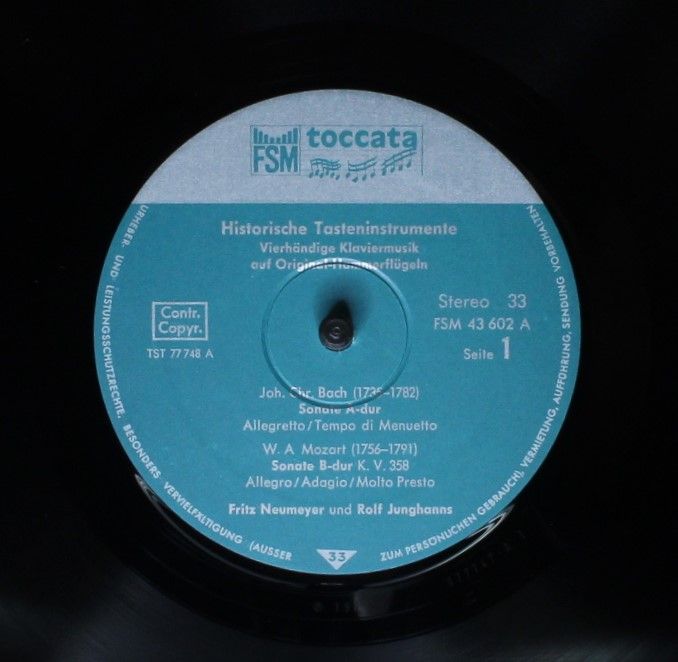 FSM toccata
Historische Tasteninstrumente
Vierhändige Klaviermusik
auf Original-Hammerflügeln
Contr.
Copyr.
TST 77 748 A
Stereo 33
FSM 43 602 A
Seite 1
Joh. Chr. Bach (1735–1782)
Sonate A-dur
Allegretto/Tempo di Menuetto
W. A Mozart (1756–1791)
Sonate B-dur K. V. 358
Allegro/Adagio/Molto Presto
Fritz Neumeyer und Rolf Junghanns
URHEBER- UND LEISTUNGSSCHUTZRECHTE, BESONDERS VERVIELFÄLTIGUNG (AUSSER
33
ZUM PERSÖNLICHEN GEBRAUCH), VERMIETUNG, AUFFÜHRUNG, SENDUNG VORBEHALTEN